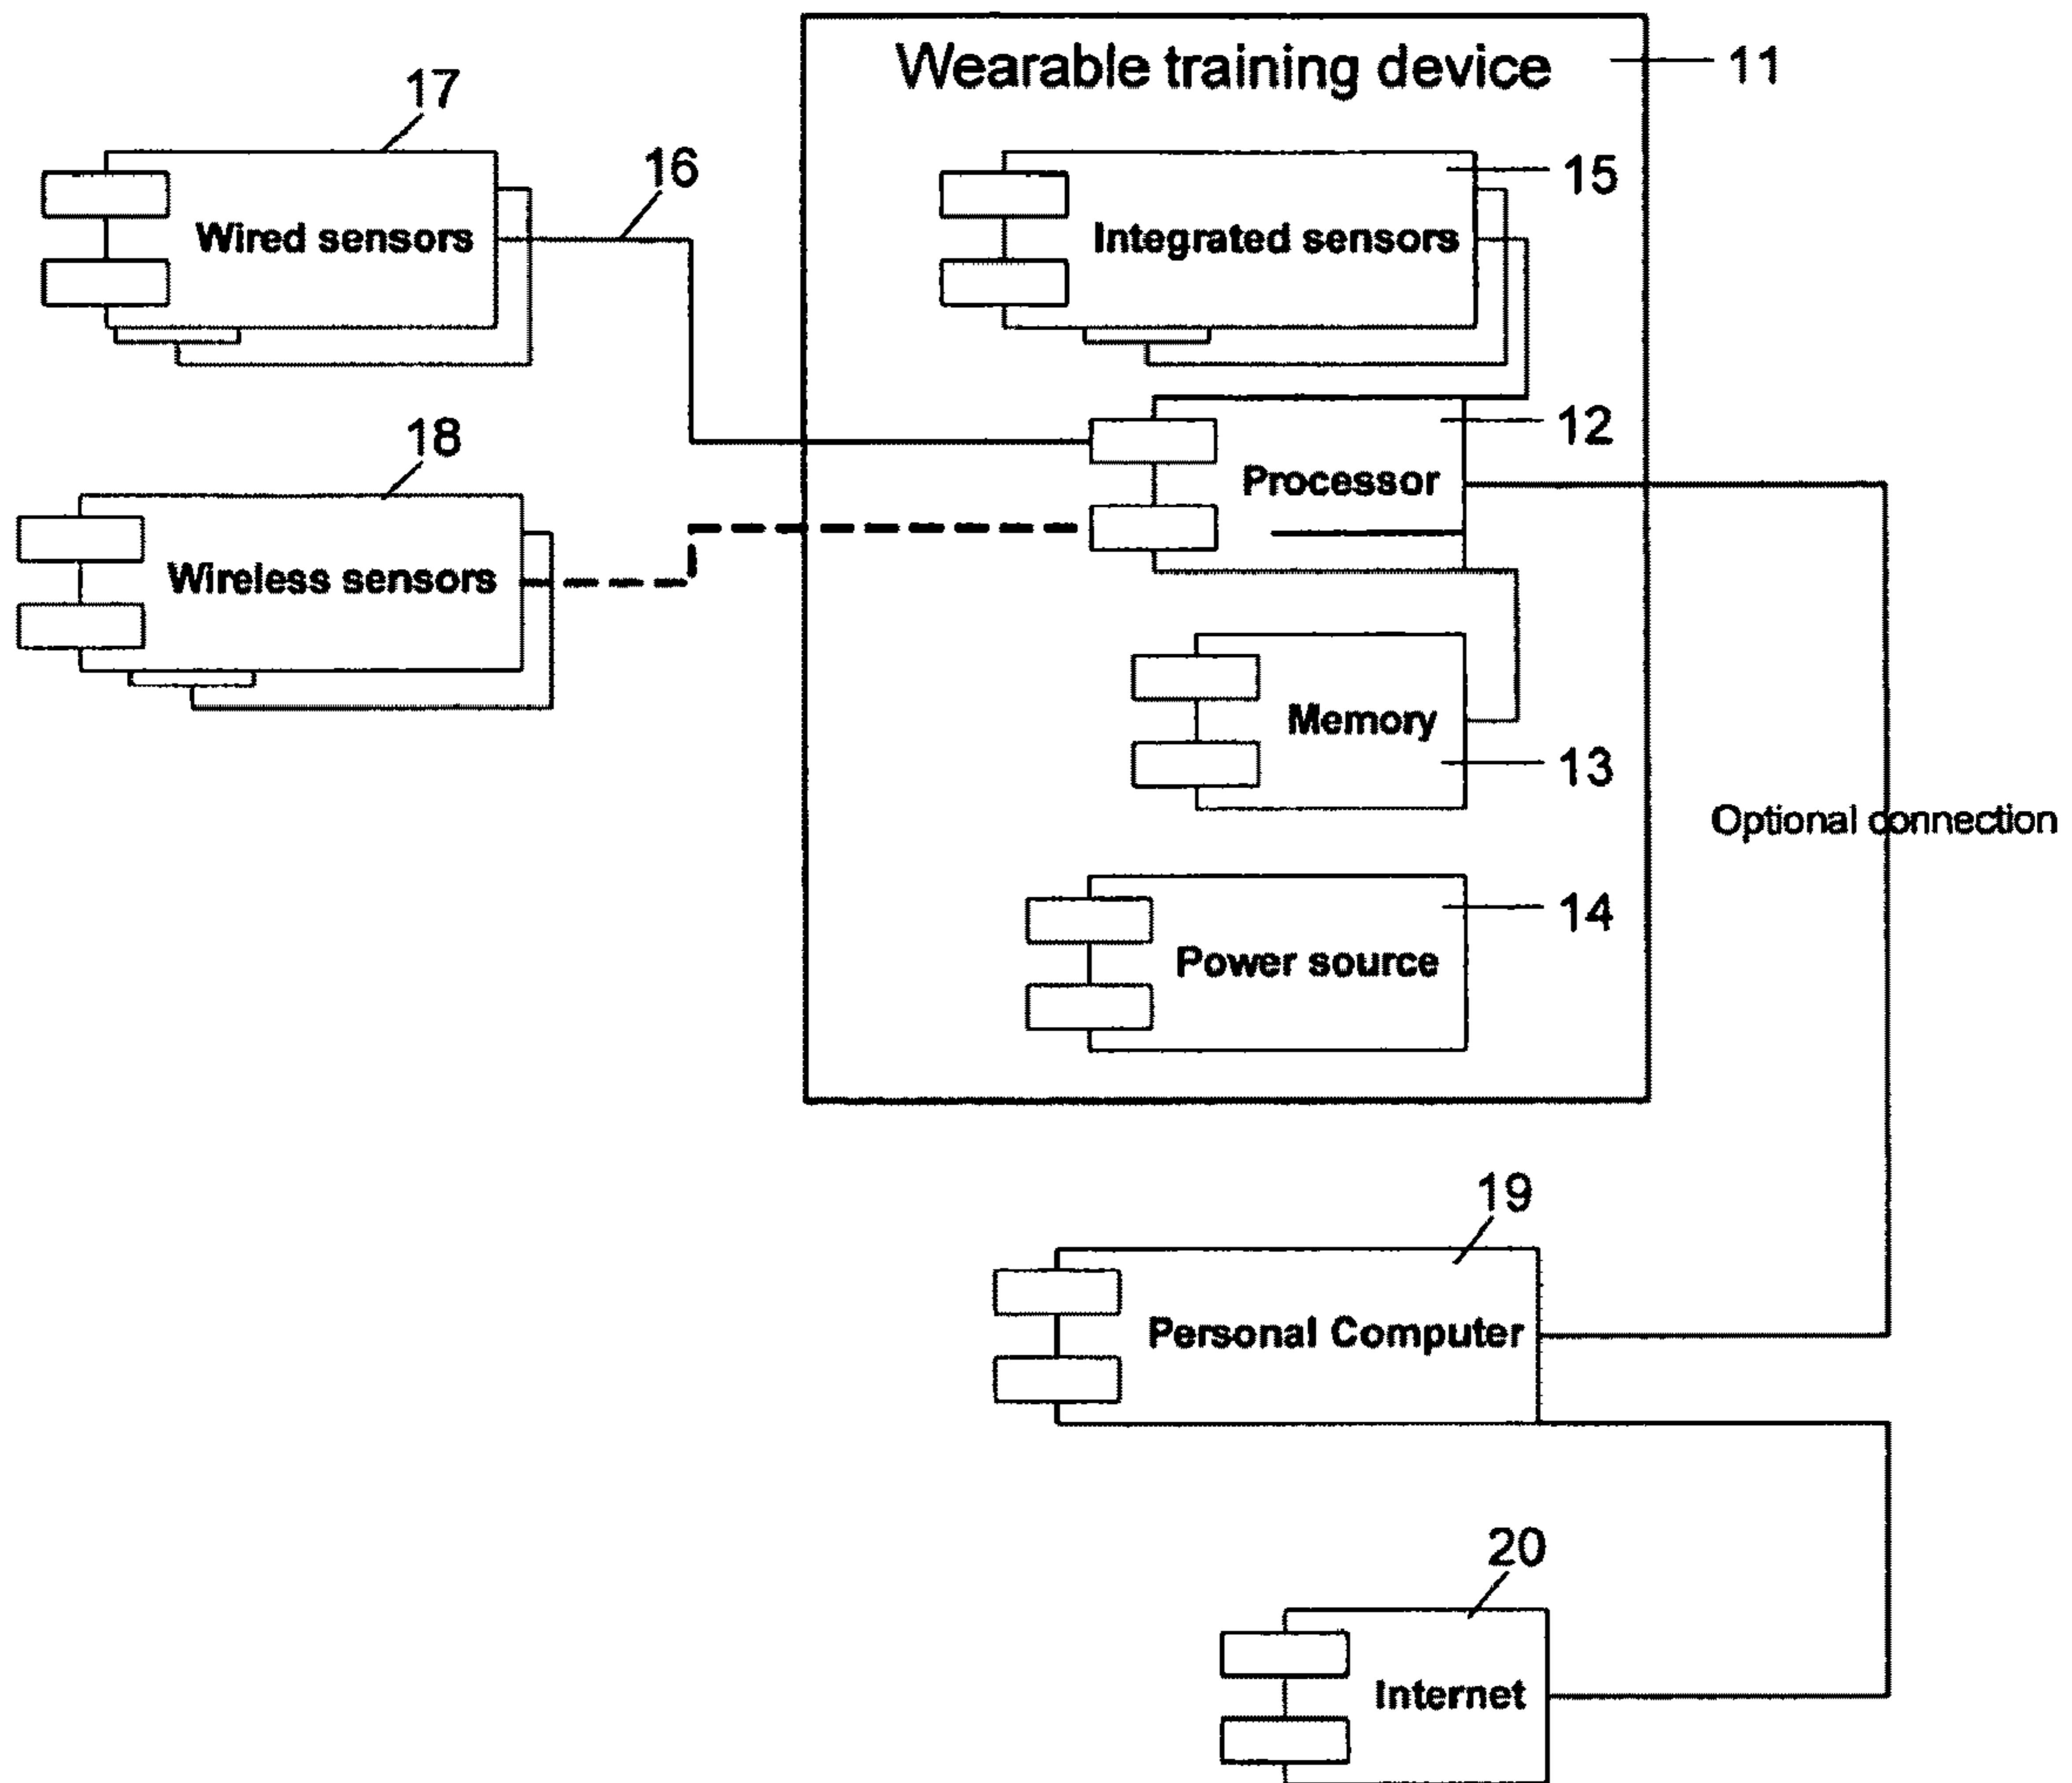 Wearable training device
11
17
16
15
Wired sensors
Integrated sensors
12
18
Processor
Wireless sensors
Memory
13
Optional connection
14
Power source
19
Personal Computer
20
Internet